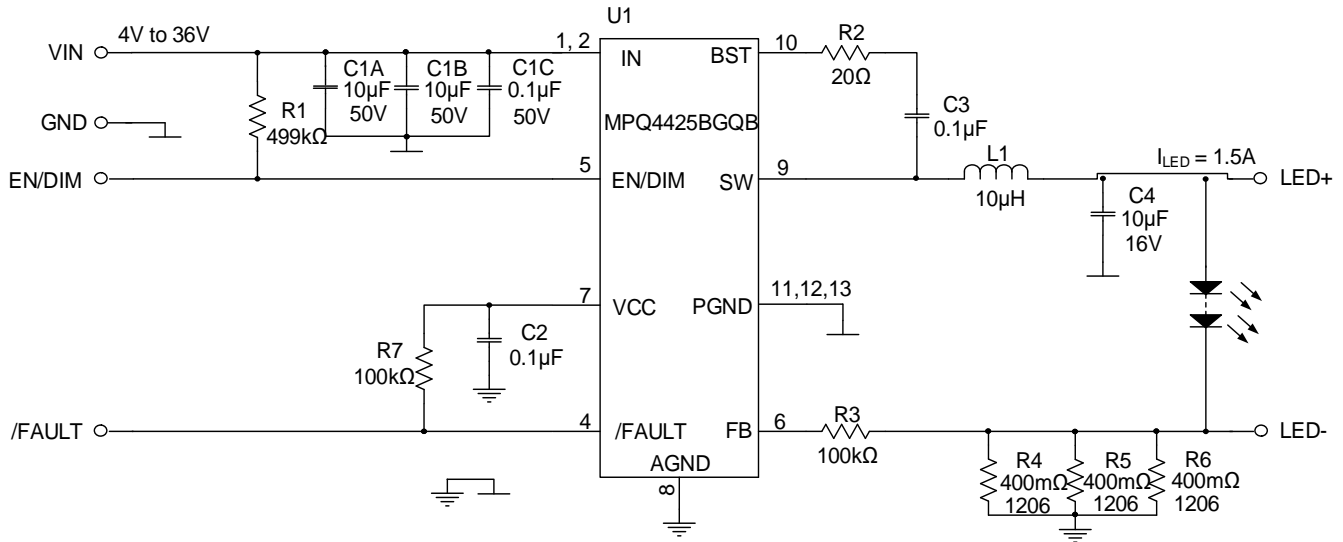 U1
VIN
4V to 36V
1, 2
IN
BST
10
R2
20Ω
C1A
10µF
50V
C1B
10µF
50V
C1C
0.1µF
50V
R1
499kΩ
GND
MPQ4425BGQB
C3
0.1µF
EN/DIM
5
EN/DIM
SW
9
L1
10µH
ILED = 1.5A
LED+
C4
10µF
16V
7
VCC
PGND
11,12,13
C2
0.1µF
R7
100kΩ
/FAULT
4
/FAULT
FB
6
R3
100kΩ
LED-
AGND
8
R4
400mΩ
1206
R5
400mΩ
1206
R6
400mΩ
1206